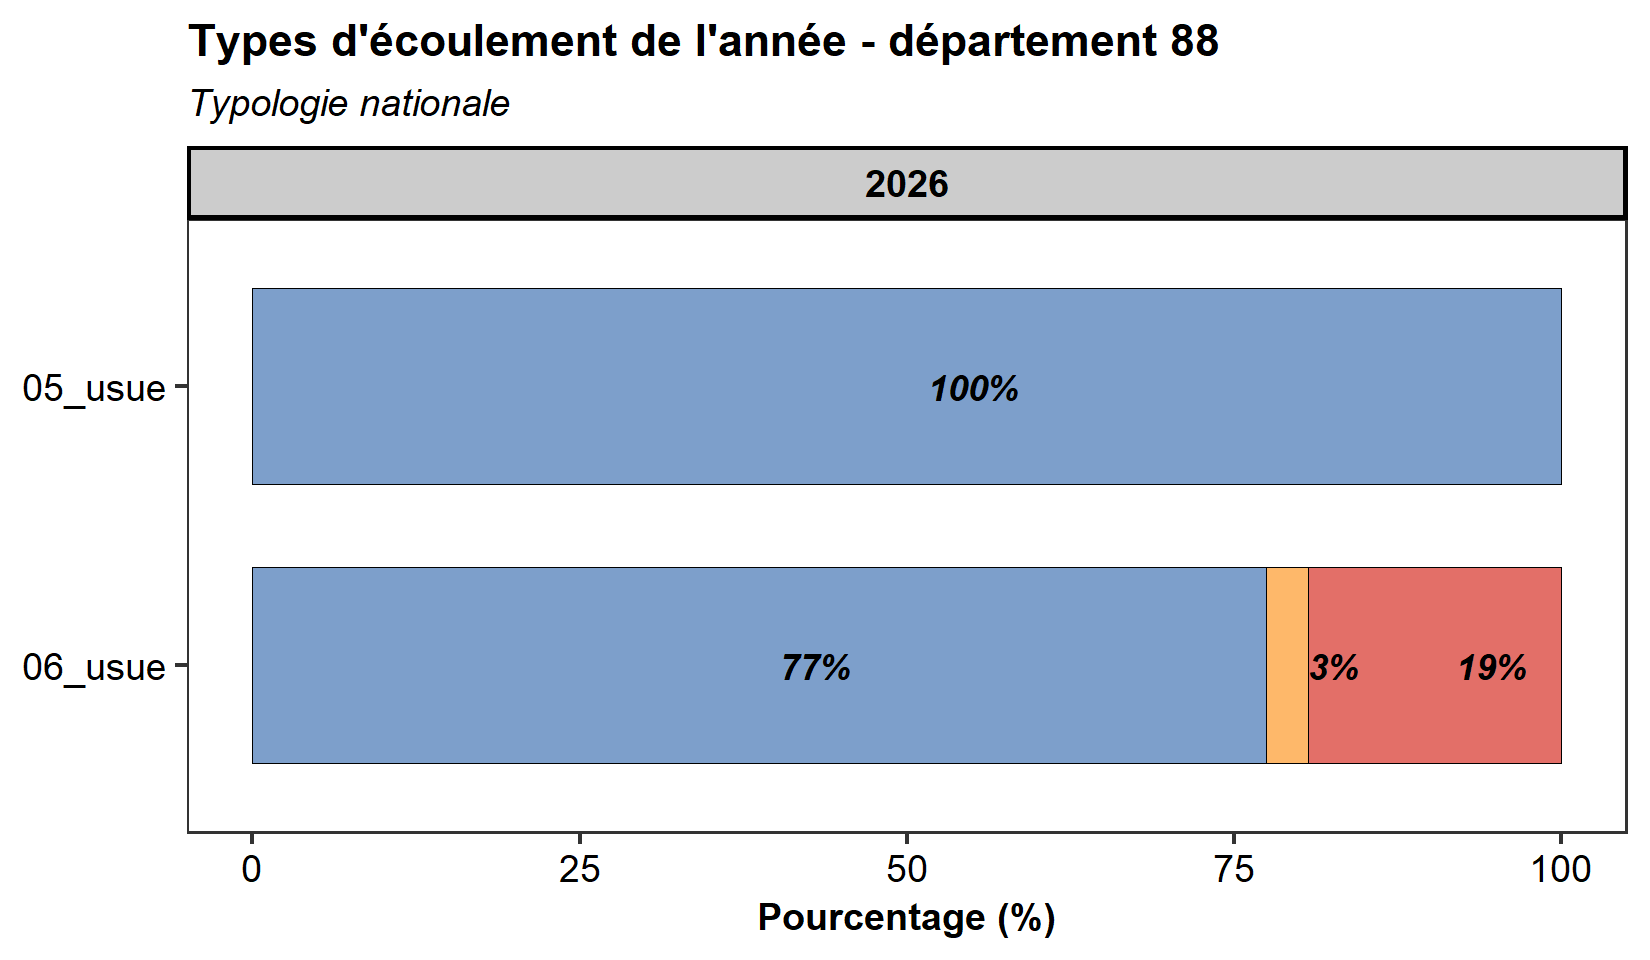 Types d'écoulement de l'année - département 88
Typologie nationale
2026
05_usue
100%
06_usue
77%
3%
19%
0
25
50
75
100
Pourcentage (%)